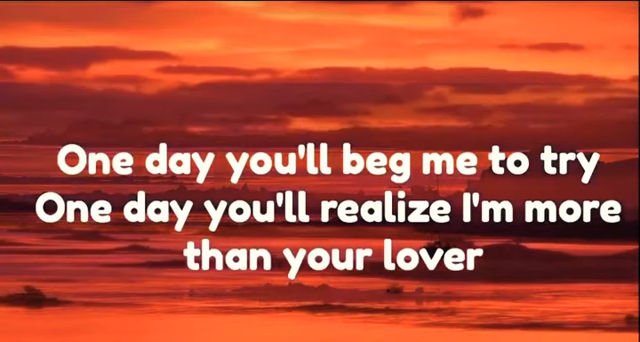 One day you'll beg me to try
One day you'll realize I'm more
than your lover